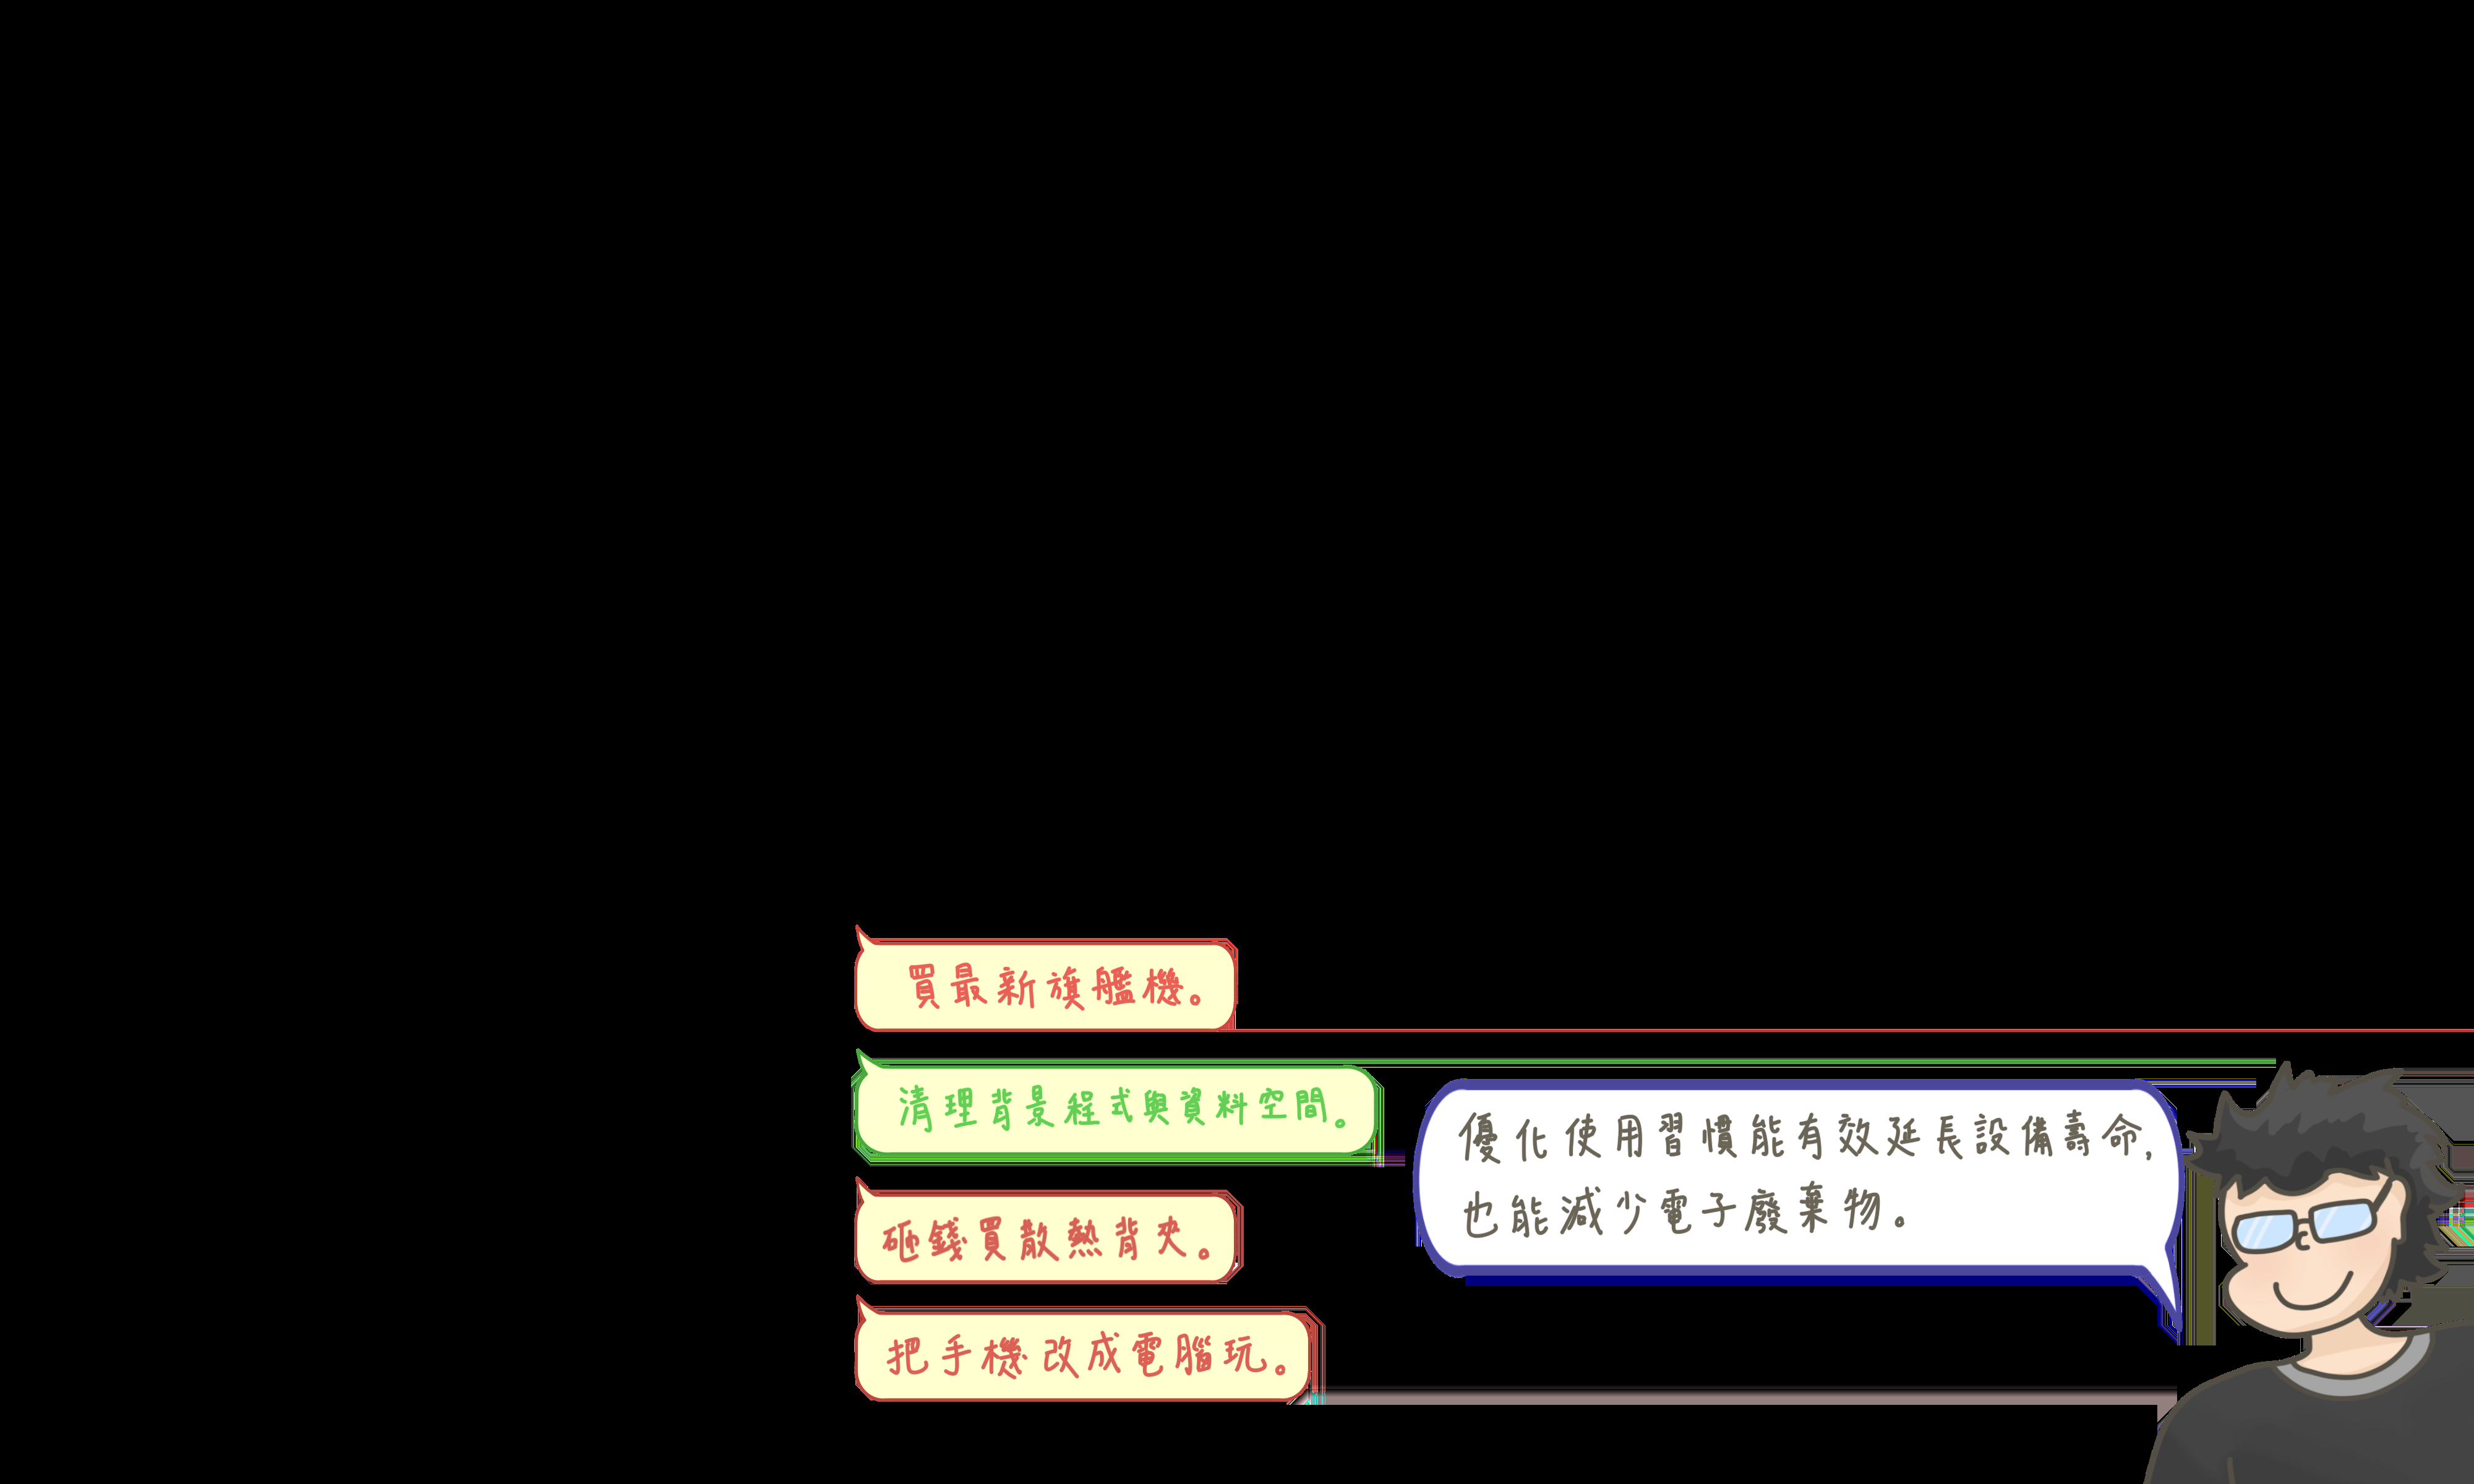 買最新旗艦機。
清理背景程式與資料空間。
砸錢買散熱背夾。
把手機改成電腦玩。
優化使用習慣能有效延長設備壽命,
也能減少電子廢棄物。